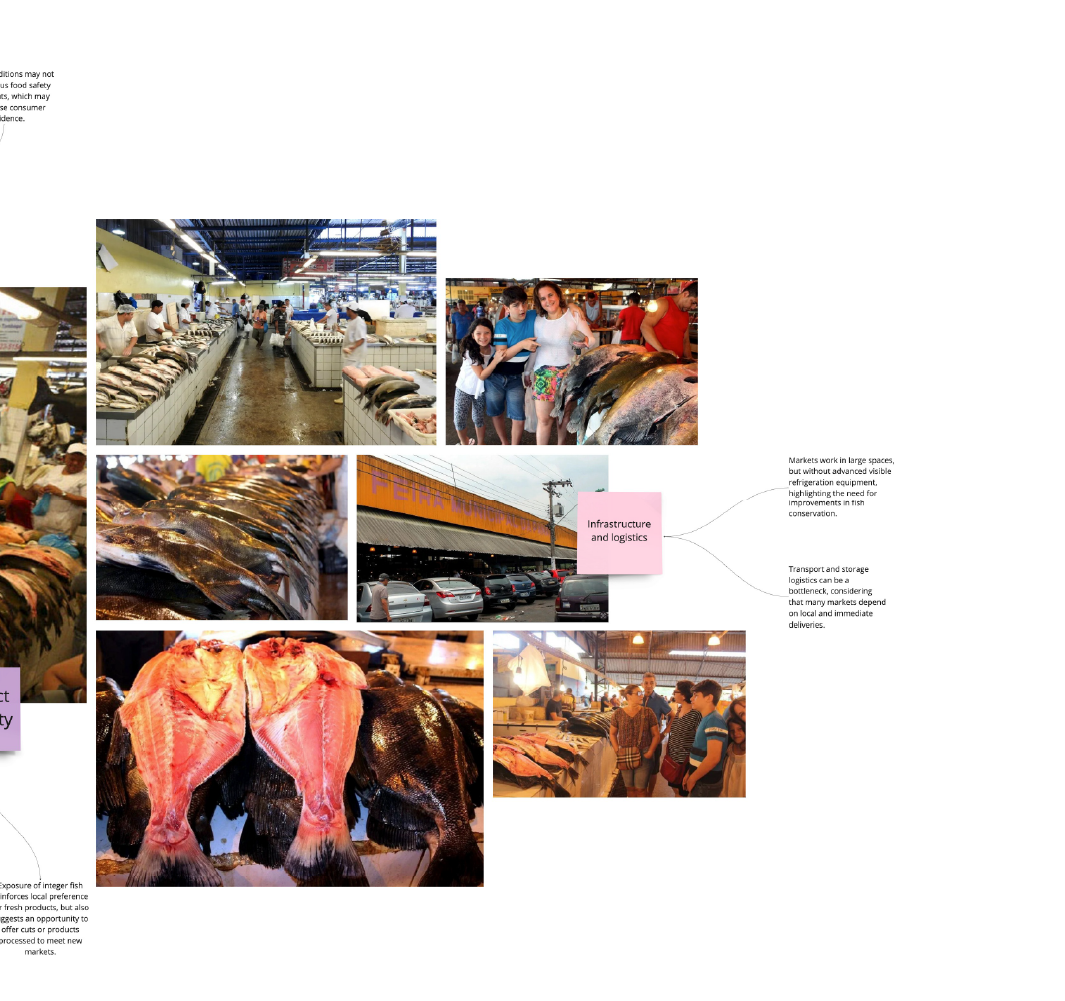 ditions may not
us food safety
ts, which may
se consumer
idence.
FEIRA
Infrastructure
and logistics
Markets work in large spaces,
but without advanced visible
refrigeration equipment,
highlighting the need for
improvements in fish
conservation.
Transport and storage
logistics can be a
bottleneck, considering
that many markets depend
on local and immediate
deliveries.
ct
ty
Exposure of integer fish
inforces local preference
r fresh products, but also
ggests an opportunity to
offer cuts or products
processed to meet new
markets.